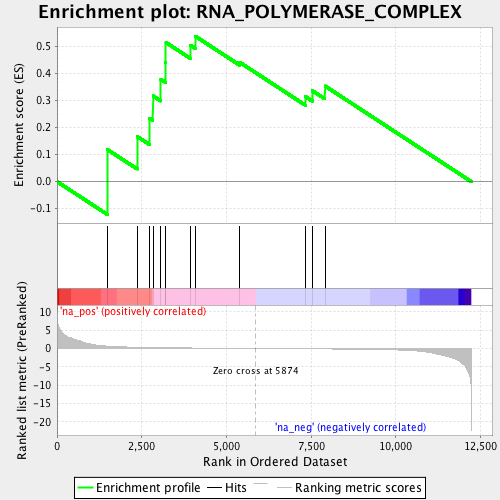 Enrichment plot: RNA_POLYMERASE_COMPLEX
Enrichment score (ES)
0.5
0.4
0.3
0.2
0.1
0.0
-0.1
Ranked list metric (PreRanked)
'na_pos' (positively correlated)
10
5
0
-5
-10
-15
-20
Zero cross at 5874
'na_neg' (negatively correlated)
0 2,500 5,000 7,500 10,000 12,500
Rank in Ordered Dataset
Enrichment profile Hits Ranking metric scores